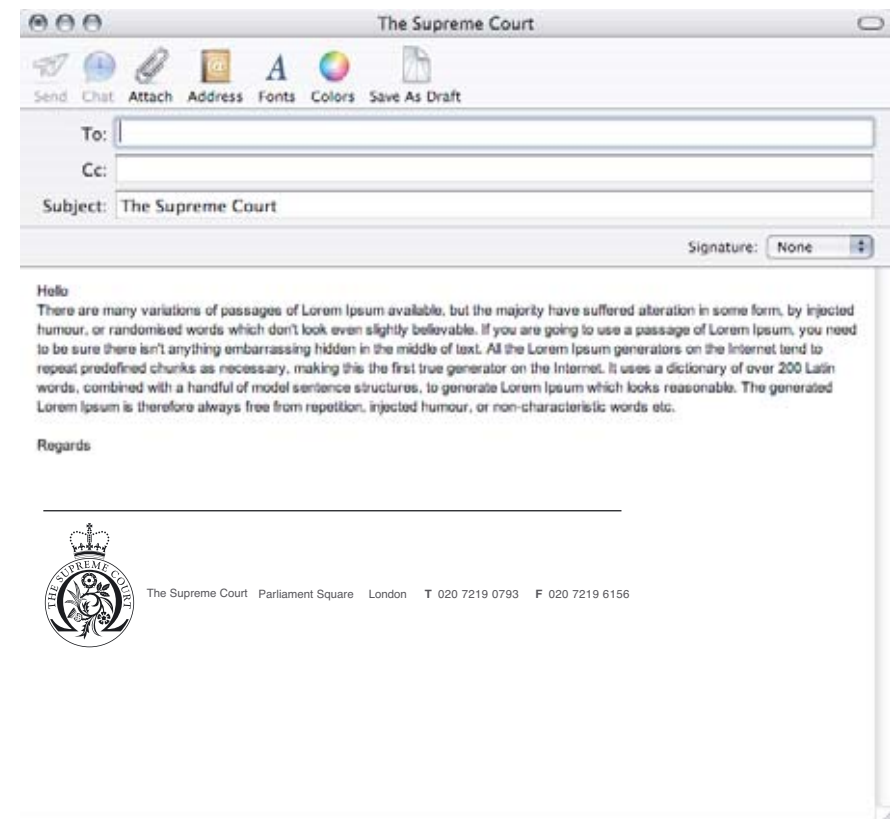 The Supreme Court
Send Chat Attach Address Fonts Colors Save As Draft
To:
Cc:
Subject: The Supreme Court
Signature: None
Hello
There are many variations of passages of Lorem Ipsum available, but the majority have suffered alteration in some form, by injected
humour, or randomised words which don't look even slightly believable. If you are going to use a passage of Lorem Ipsum, you need
to be sure there isn't anything embarrassing hidden in the middle of text. All the Lorem Ipsum generators on the Internet tend to
repeat predefined chunks as necessary, making this the first true generator on the Internet. It uses a dictionary of over 200 Latin
words, combined with a handful of model sentence structures, to generate Lorem Ipsum which looks reasonable. The generated
Lorem Ipsum is therefore always free from repetition, injected humour, or non-characteristic words etc.
Regards
THE SUPREME COURT
The Supreme Court Parliament Square London T 020 7219 0793 F 020 7219 6156